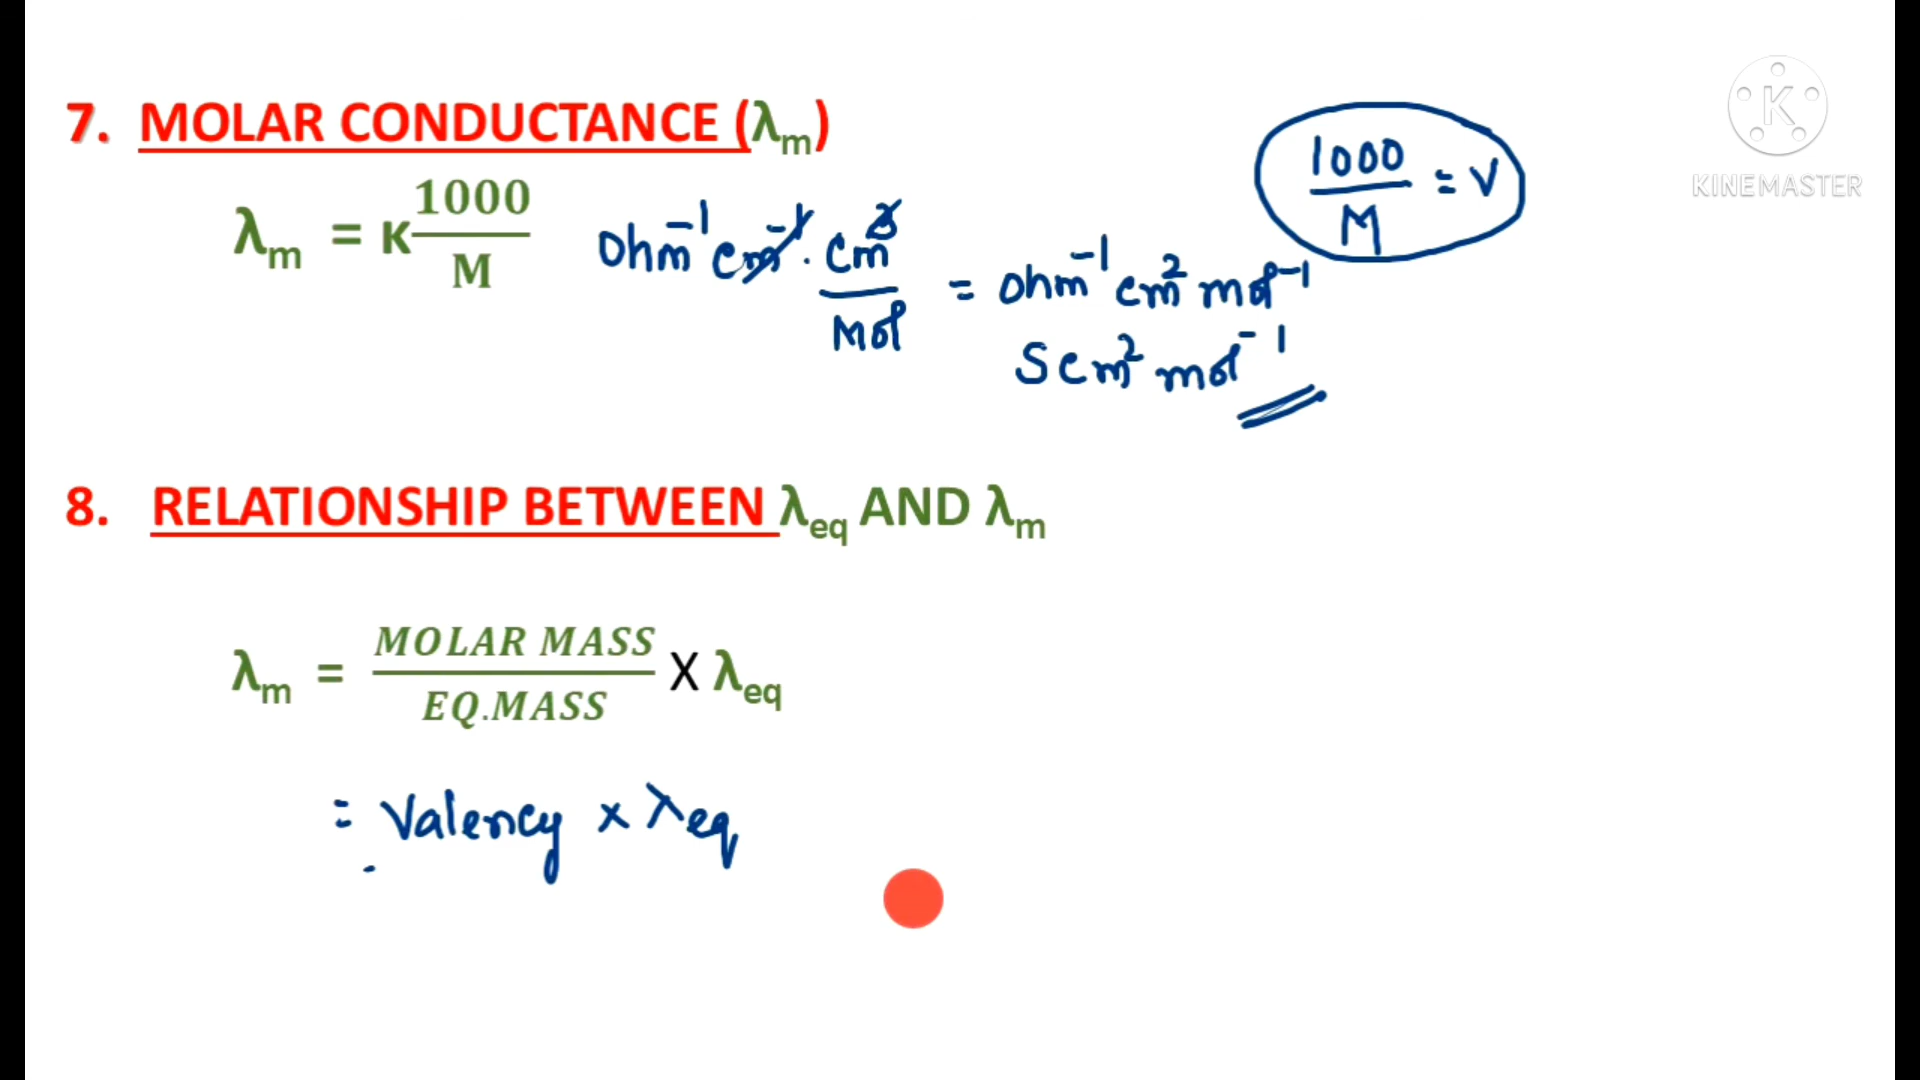 7. MOLAR CONDUCTANCE (λm)
λm = κ 1000/M
ohm⁻¹ cm⁻¹ . cm³/mol = ohm⁻¹ cm² mol⁻¹
S cm² mol⁻¹
1000/M = V
KINEMASTER
8. RELATIONSHIP BETWEEN λeq AND λm
λm = MOLAR MASS/EQ.MASS X λeq
= Valency × λeq